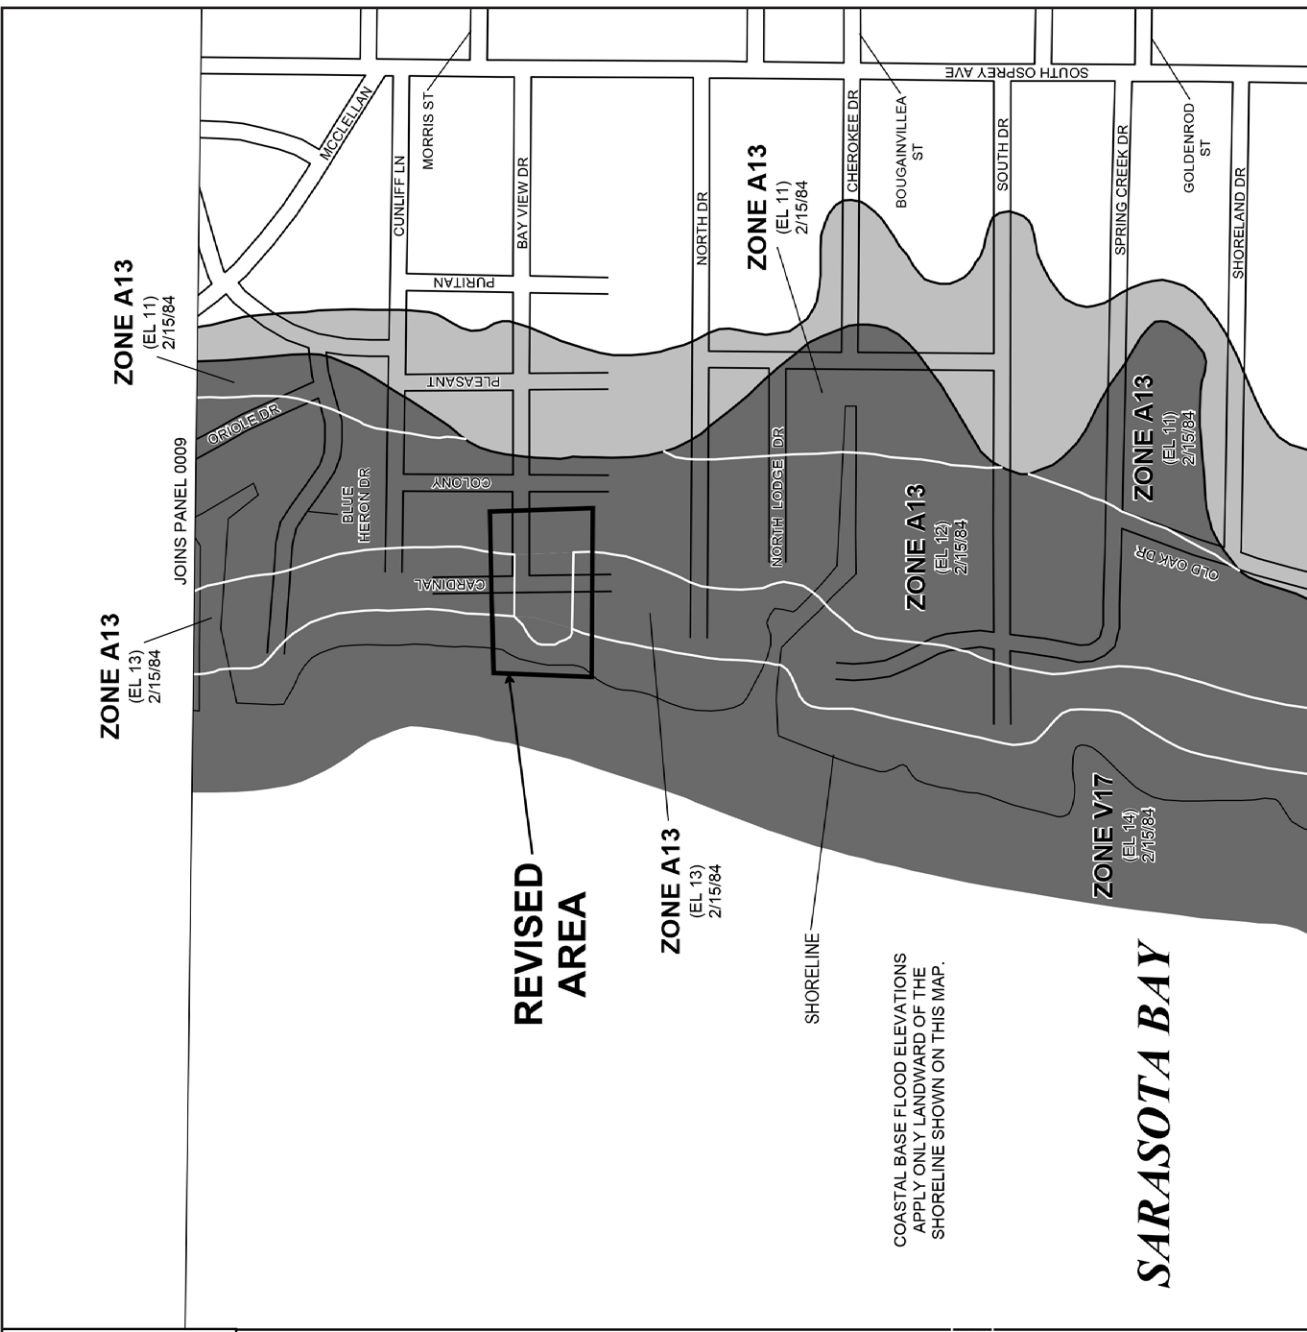 SOUTH OSPREY AVE
MCCLELLAN
MORRIS ST
CUNLIFF LN
BAY VIEW DR
NORTH DR
CHEROKEE DR
BOUGAINVILLEA
ST
SOUTH DR
SPRING CREEK DR
GOLDENROD
ST
SHORELAND DR
PURITAN
PLEASANT
COLONY
CARDINAL
ORIOLE DR
BLUE
HERON DR
NORTH LODGE DR
OLD OAK DR
JOINS PANEL 0009
ZONE A13
(EL 11)
2/15/84
ZONE A13
(EL 13)
2/15/84
ZONE A13
(EL 11)
2/15/84
ZONE A13
(EL 12)
2/15/84
ZONE A13
(EL 11)
2/15/84
ZONE A13
(EL 13)
2/15/84
ZONE V17
(EL 14)
2/15/84
REVISED
AREA
SHORELINE
COASTAL BASE FLOOD ELEVATIONS
APPLY ONLY LANDWARD OF THE
SHORELINE SHOWN ON THIS MAP.
SARASOTA BAY